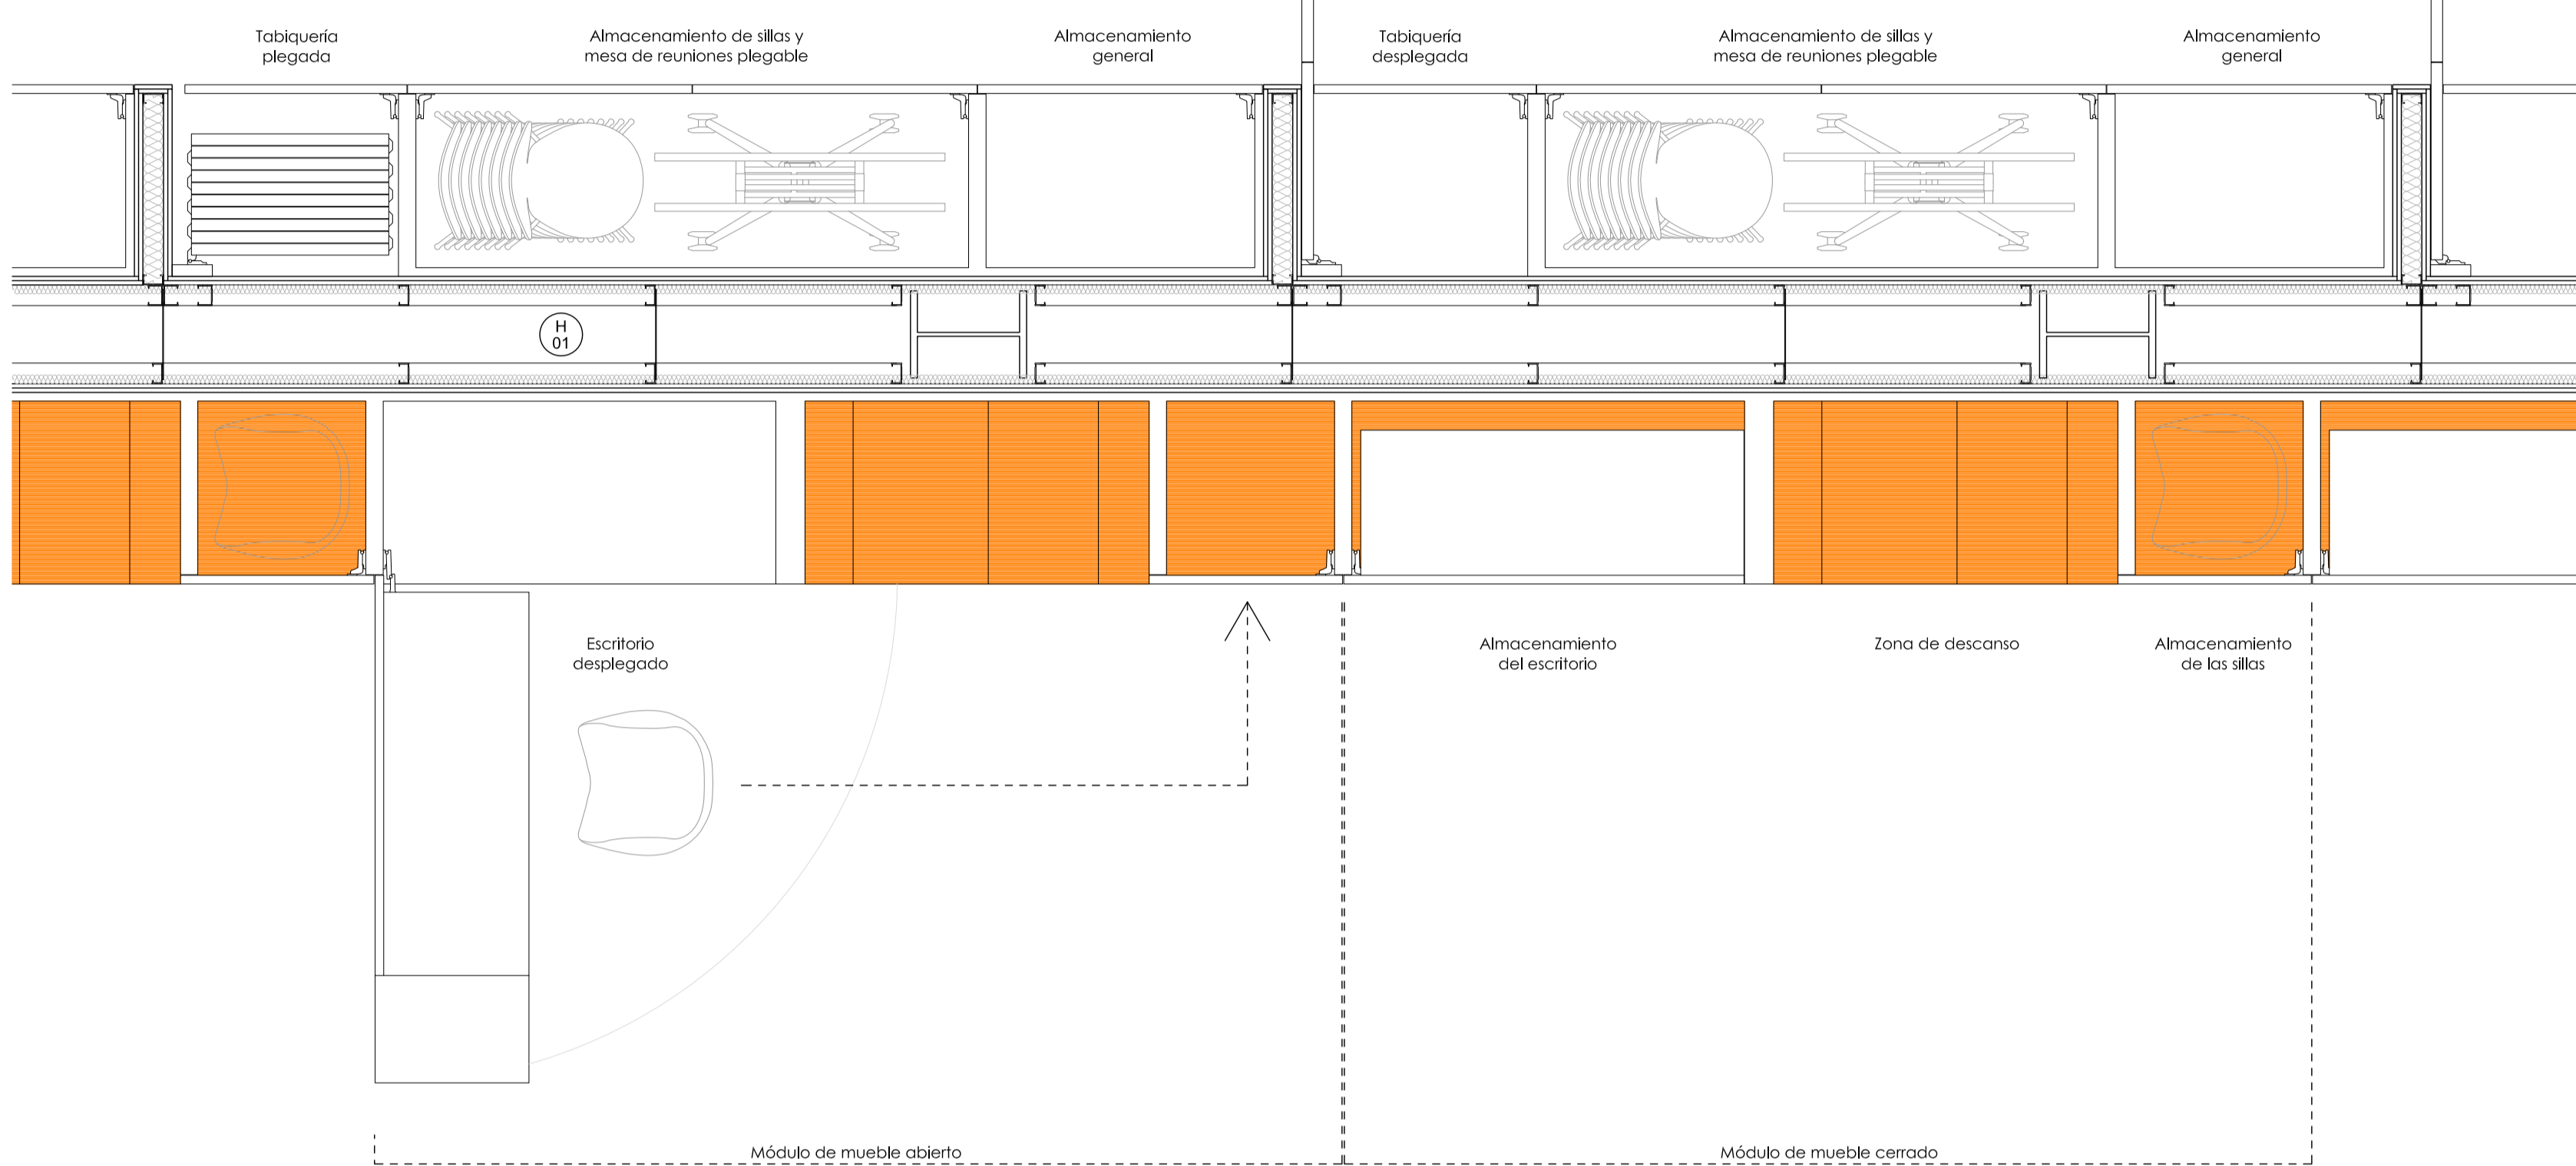 Tabiquería
plegada
Almacenamiento de sillas y
mesa de reuniones plegable
Almacenamiento
general
Tabiquería
desplegada
Almacenamiento de sillas y
mesa de reuniones plegable
Almacenamiento
general
H
01
Escritorio
desplegado
Almacenamiento
del escritorio
Zona de descanso
Almacenamiento
de las sillas
Módulo de mueble abierto
Módulo de mueble cerrado